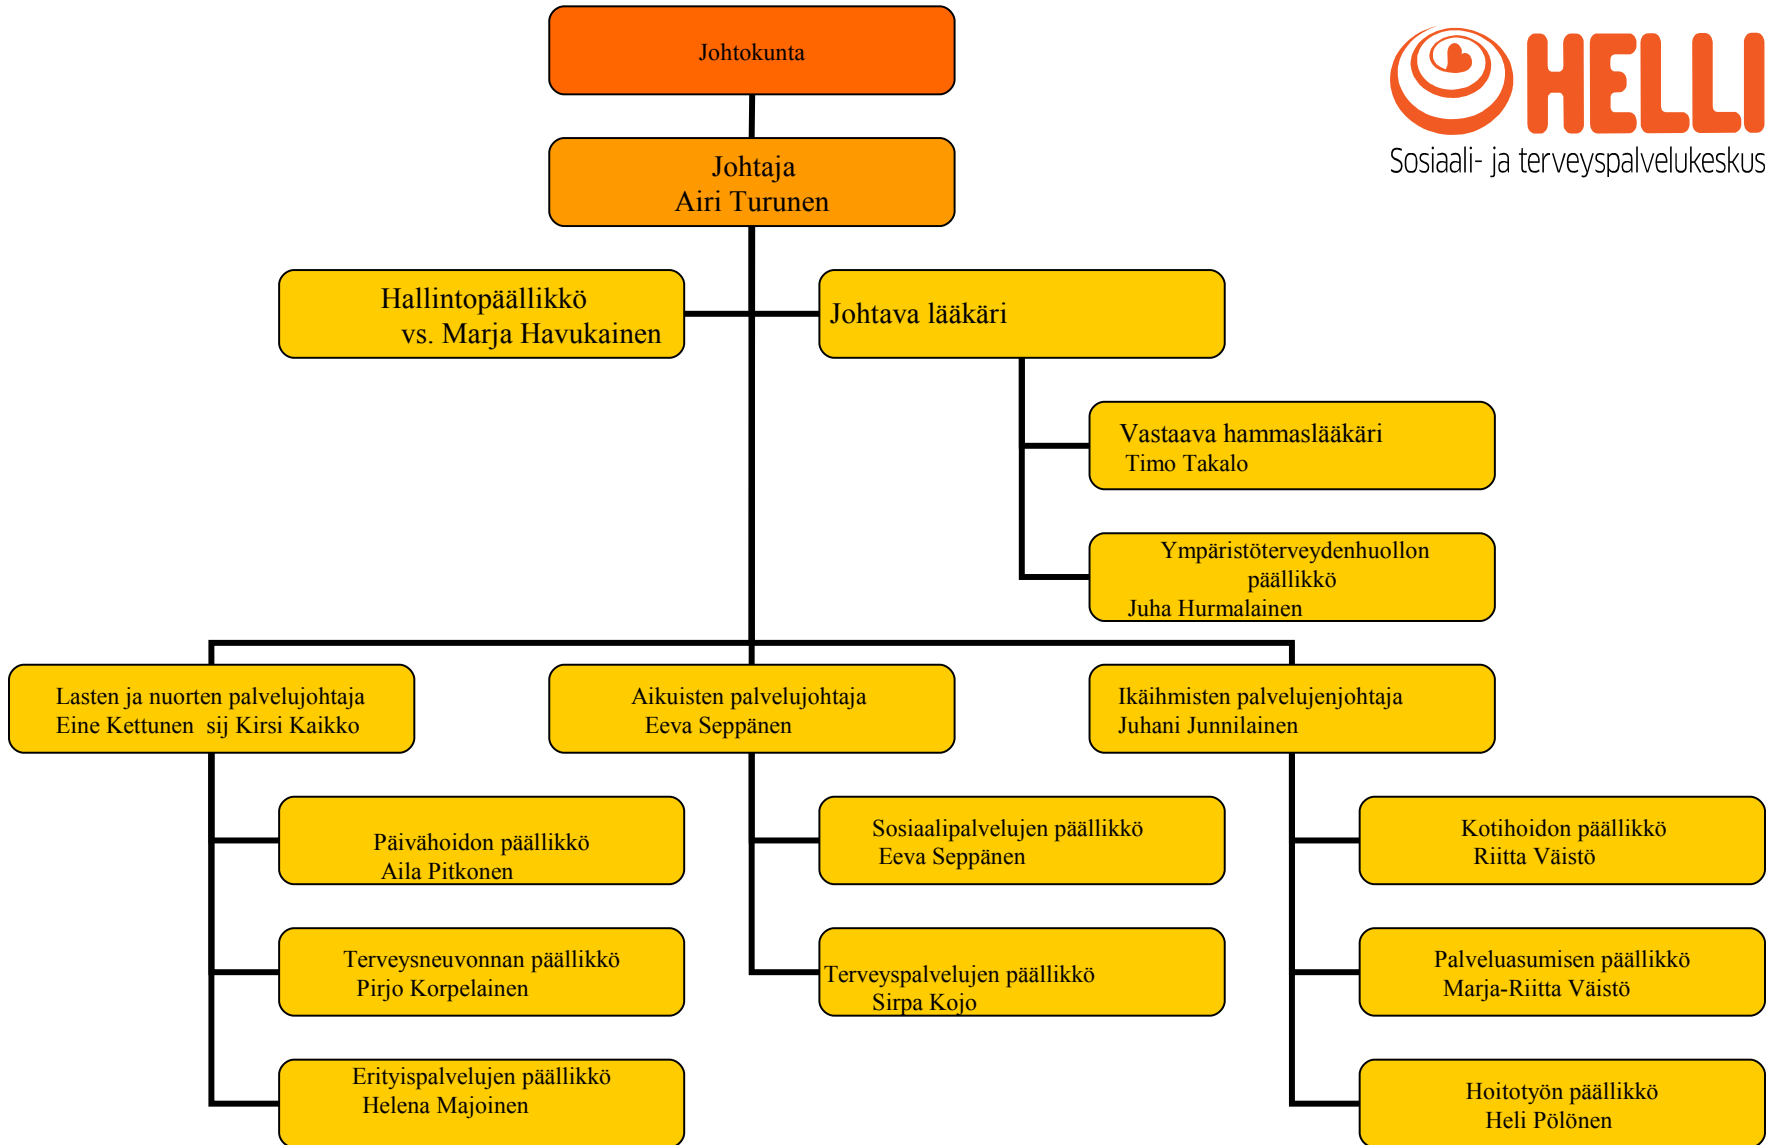 Johtokunta
HELLI
Sosiaali- ja terveyspalvelukeskus
Johtaja
Airi Turunen
Hallintopäällikkö
vs. Marja Havukainen
Johtava lääkäri
Vastaava hammaslääkäri
Timo Takalo
Ympäristöterveydenhuollon
päällikkö
Juha Hurmalainen
Lasten ja nuorten palvelujohtaja
Eine Kettunen sij Kirsi Kaikko
Aikuisten palvelujohtaja
Eeva Seppänen
Ikäihmisten palvelujenjohtaja
Juhani Junnilainen
Päivähoidon päällikkö
Aila Pitkonen
Sosiaalipalvelujen päällikkö
Eeva Seppänen
Kotihoidon päällikkö
Riitta Väistö
Terveysneuvonnan päällikkö
Pirjo Korpelainen
Terveyspalvelujen päällikkö
Sirpa Kojo
Palveluasumisen päällikkö
Marja-Riitta Väistö
Erityispalvelujen päällikkö
Helena Majoinen
Hoitotyön päällikkö
Heli Pölönen